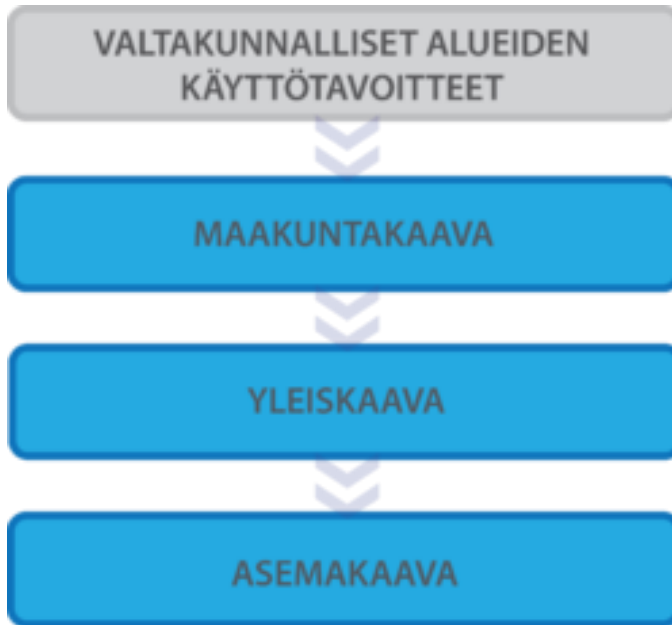 VALTAKUNNALLISET ALUEIDEN
KÄYTTÖTAVOITTEET
MAAKUNTAKAAVA
YLEISKAAVA
ASEMAKAAVA